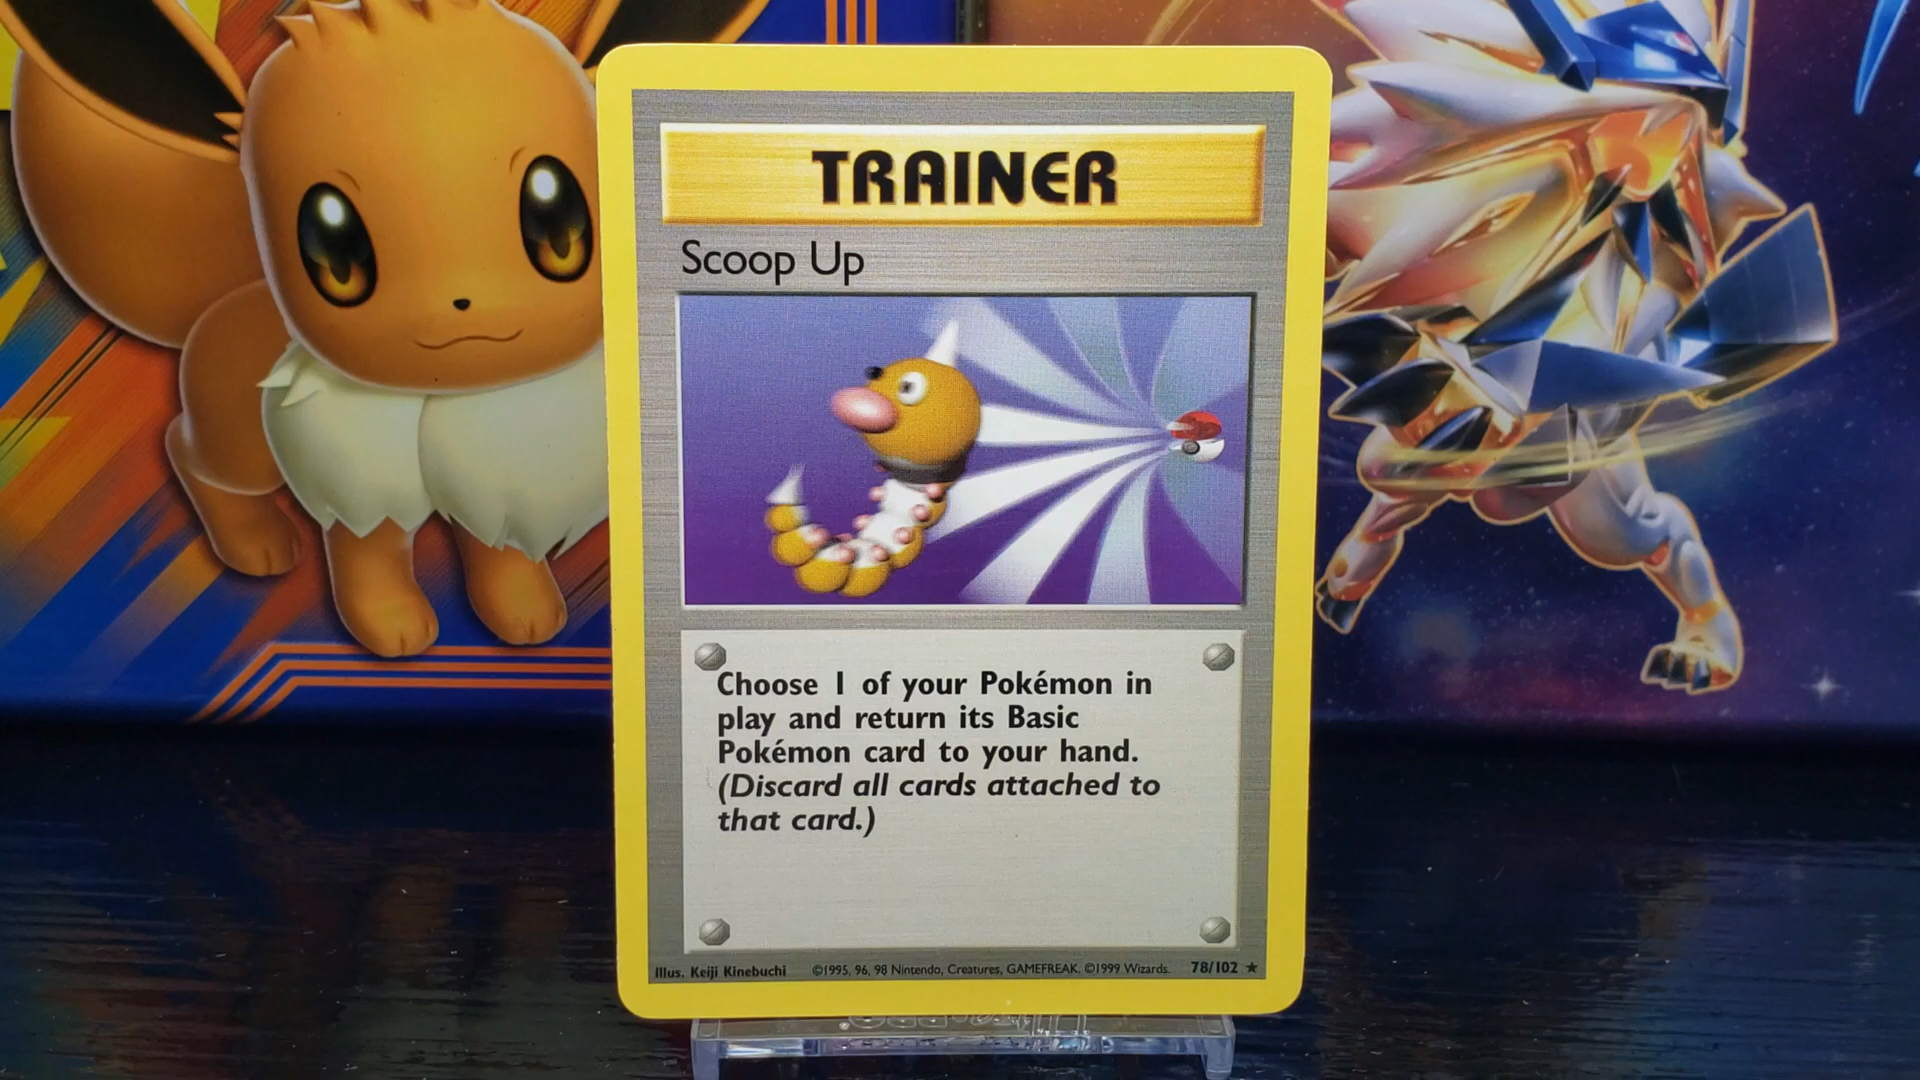 TRAINER
Scoop Up
Choose 1 of your Pokémon in
play and return its Basic
Pokémon card to your hand.
(Discard all cards attached to
that card.)
Illus. Keiji Kinebuchi ©1995, 96, 98 Nintendo, Creatures, GAMEFREAK. ©1999 Wizards. 78/102 ★